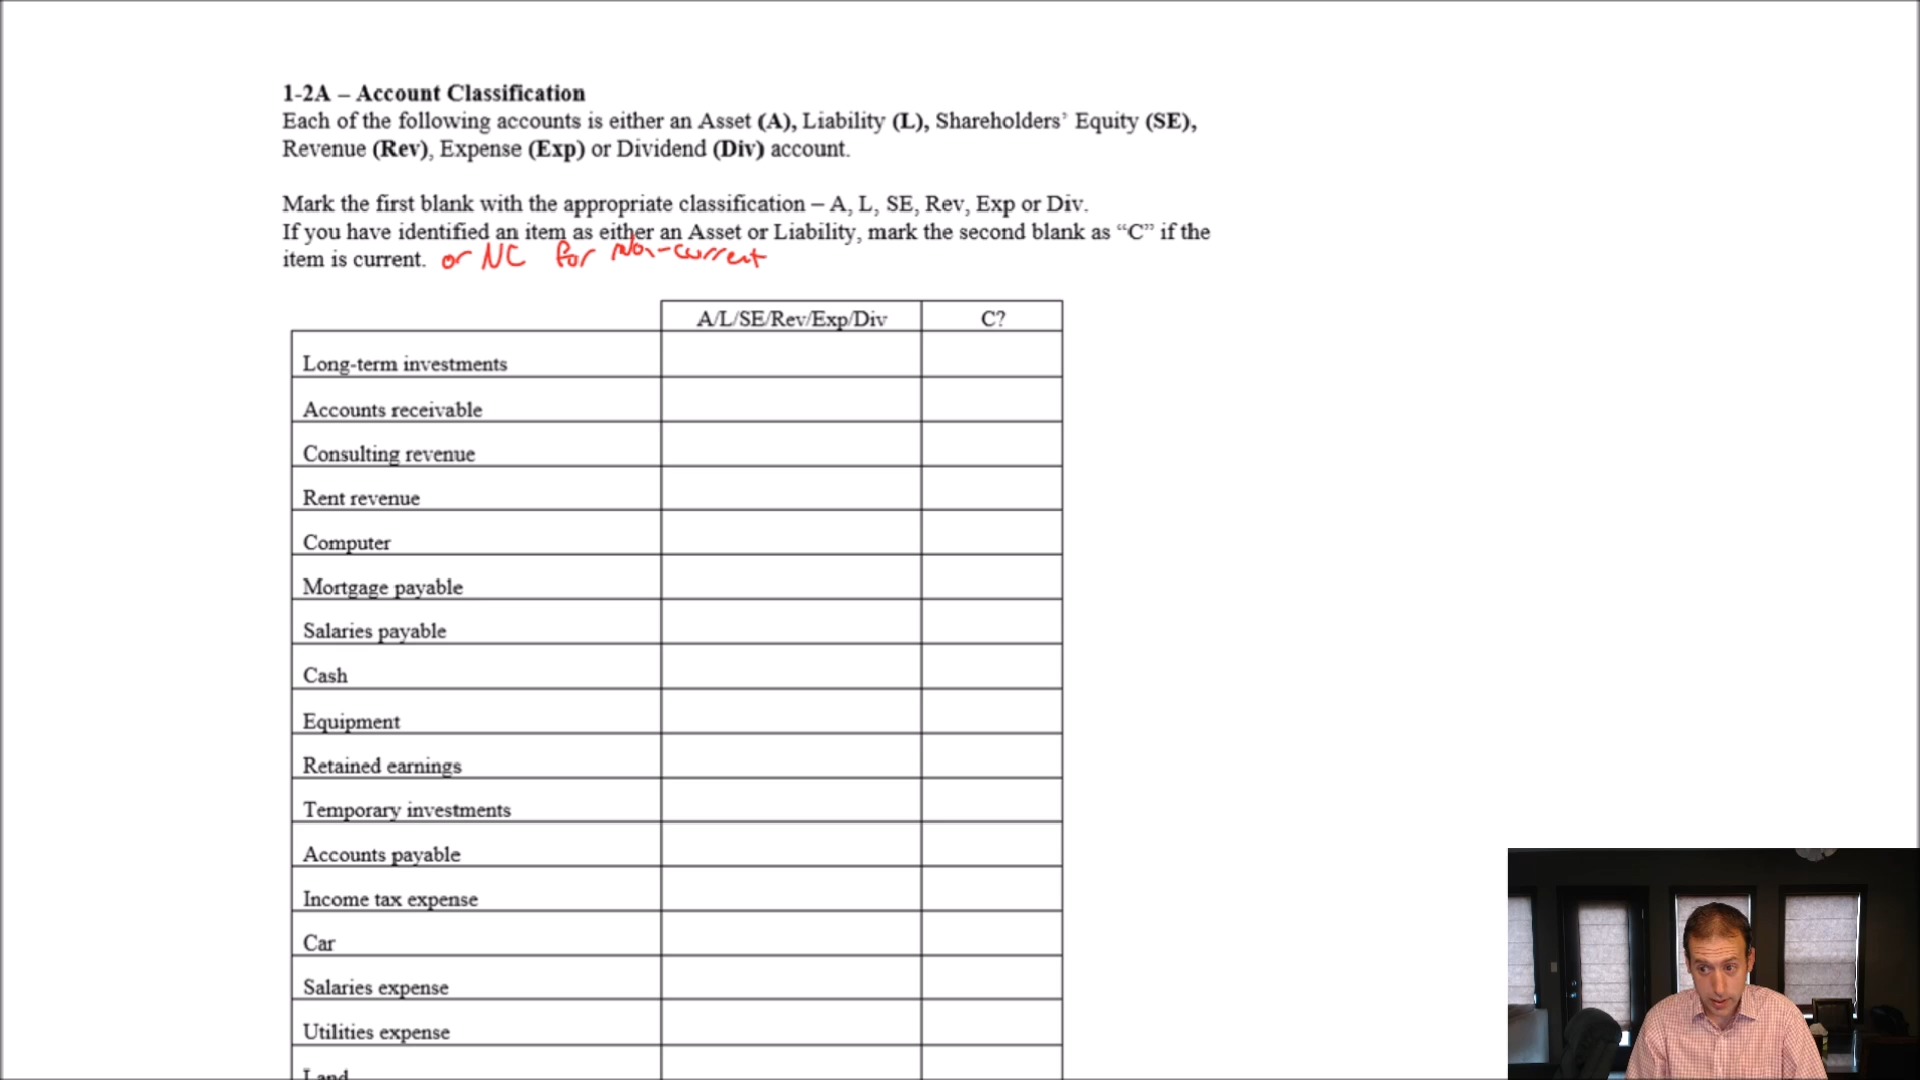 1-2A – Account Classification
Each of the following accounts is either an Asset (A), Liability (L), Shareholders’ Equity (SE),
Revenue (Rev), Expense (Exp) or Dividend (Div) account.
Mark the first blank with the appropriate classification – A, L, SE, Rev, Exp or Div.
If you have identified an item as either an Asset or Liability, mark the second blank as “C” if the
item is current. or NC for Non-current
A/L/SE/Rev/Exp/Div C?
Long-term investments
Accounts receivable
Consulting revenue
Rent revenue
Computer
Mortgage payable
Salaries payable
Cash
Equipment
Retained earnings
Temporary investments
Accounts payable
Income tax expense
Car
Salaries expense
Utilities expense
Land